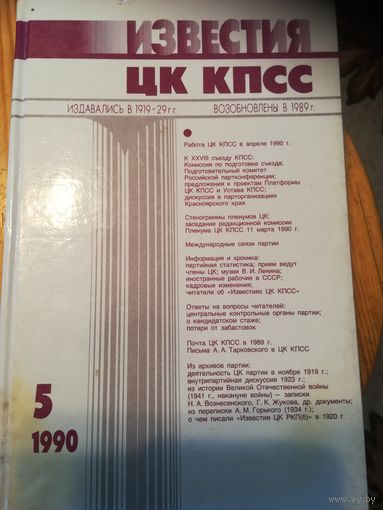 ИЗВЕСТИЯ
ЦК КПСС
ИЗДАВАЛИСЬ В 1919-29 г г. ВОЗОБНОВЛЕНЫ В 1989 г.
Работа ЦК КПСС в апреле 1990 г.
К XXVIII съезду КПСС:
Комиссия по подготовке съезда;
Подготовительный комитет
Российской партконференции;
предложения к проектам Платформы
ЦК КПСС и Устава КПСС;
дискуссия в парторганизациях
Красноярского края
Стенограммы пленумов ЦК:
заседание редакционной комиссии
Пленума ЦК КПСС 11 марта 1990 г.
Международные связи партии
Информация и хроника:
партийная статистика; прием ведут
члены ЦК; музеи В. И. Ленина;
иностранные рабочие в СССР;
кадровые изменения;
читатели об «Известиях ЦК КПСС»
Ответы на вопросы читателей:
центральные контрольные органы партии;
о кандидатском стаже;
потери от забастовок
Почта ЦК КПСС в 1989 г.
Письма А. А. Тарковского в ЦК КПСС
Из архивов партии:
деятельность ЦК партии в ноябре 1919 г.;
внутрипартийная дискуссия 1923 г.;
из истории Великой Отечественной войны
(1941 г., накануне войны) — записки
Н. А. Вознесенского, Г. К. Жукова, др. документы;
из переписки А. М. Горького (1934 г.);
о чем писали «Известия ЦК РКП(б)» в 1920 г.
5
1990
www.ay.by